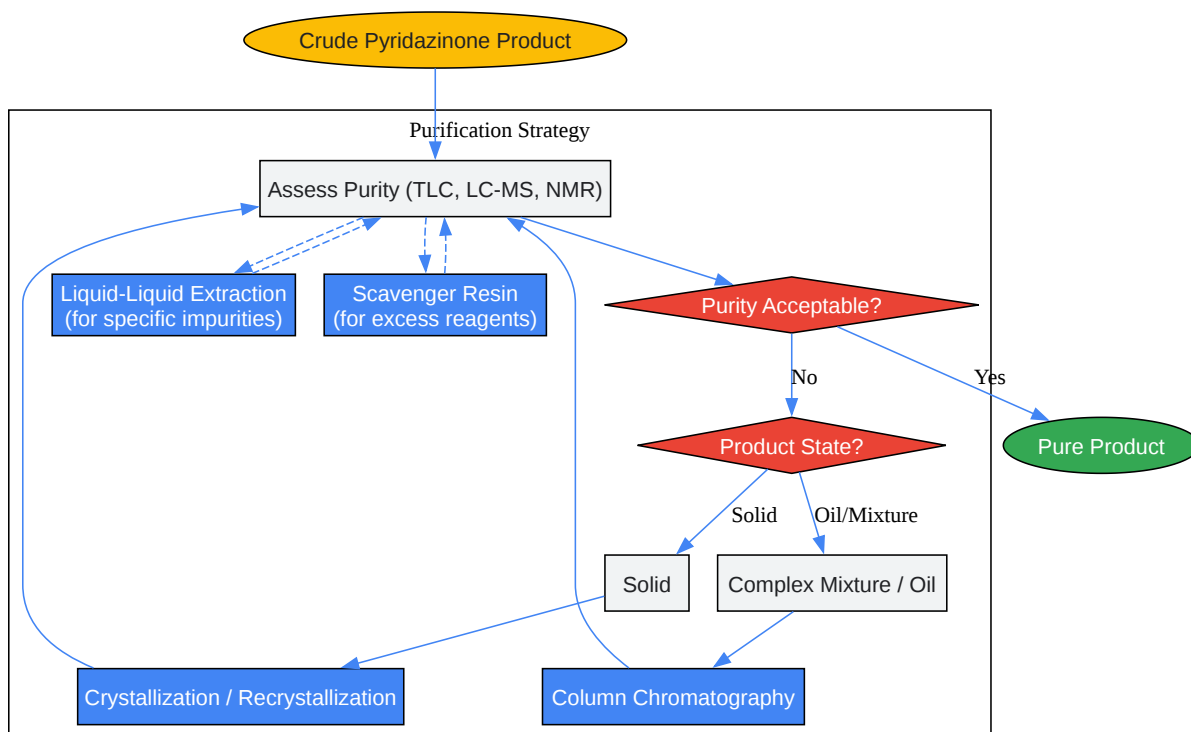 Crude Pyridazinone Product
Purification Strategy
Assess Purity (TLC, LC-MS, NMR)
Liquid-Liquid Extraction
(for specific impurities)
Scavenger Resin
(for excess reagents)
Purity Acceptable?
No
Yes
Product State?
Pure Product
Solid
Oil/Mixture
Solid
Complex Mixture / Oil
Crystallization / Recrystallization
Column Chromatography